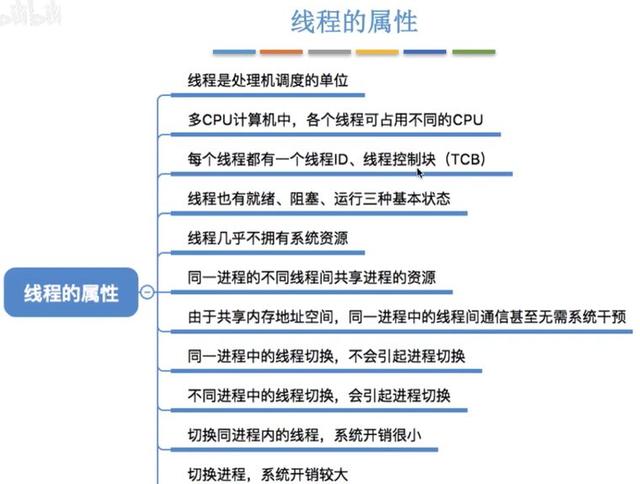 线程的属性
线程是处理机调度的单位
多CPU计算机中，各个线程可占用不同的CPU
每个线程都有一个线程ID、线程控制块（TCB）
线程也有就绪、阻塞、运行三种基本状态
线程几乎不拥有系统资源
线程的属性
同一进程的不同线程间共享进程的资源
由于共享内存地址空间，同一进程中的线程间通信甚至无需系统干预
同一进程中的线程切换，不会引起进程切换
不同进程中的线程切换，会引起进程切换
切换同进程内的线程，系统开销很小
切换进程，系统开销较大